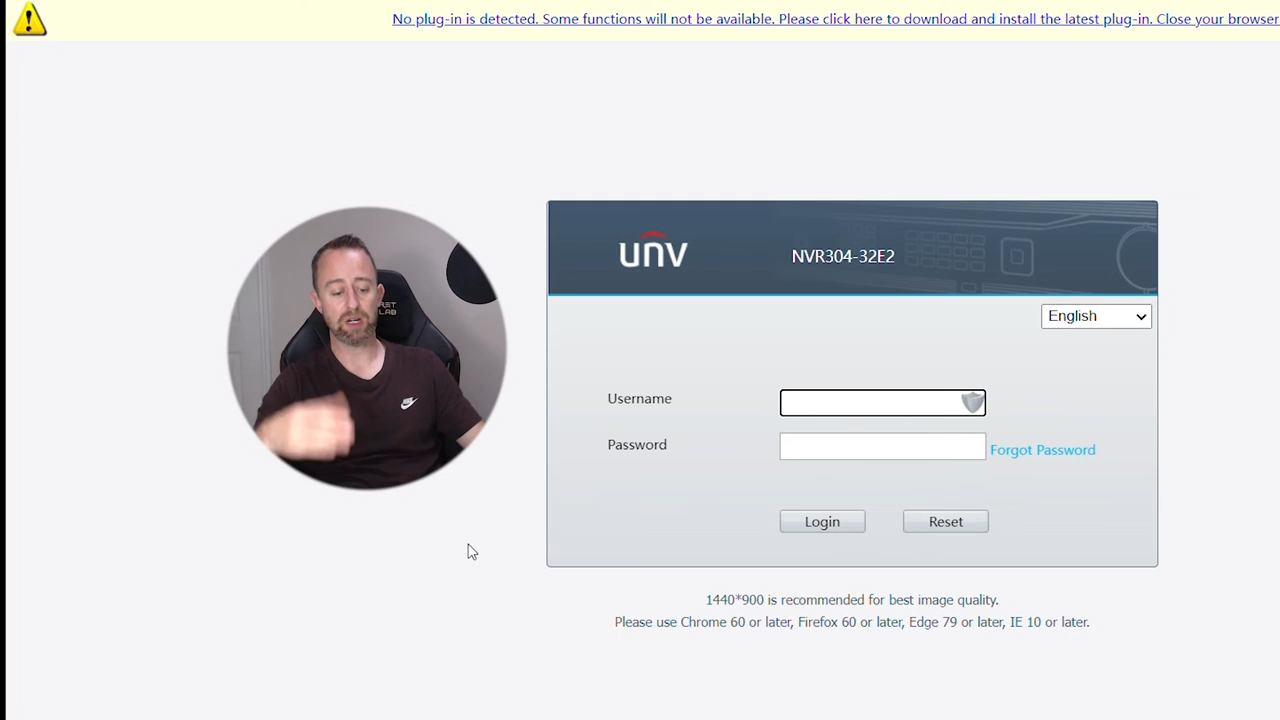 No plug-in is detected. Some functions will not be available. Please click here to download and install the latest plug-in. Close your browser
unv
NVR304-32E2
English
Username
Password
Forgot Password
Login
Reset
1440*900 is recommended for best image quality.
Please use Chrome 60 or later, Firefox 60 or later, Edge 79 or later, IE 10 or later.
RET
LAB